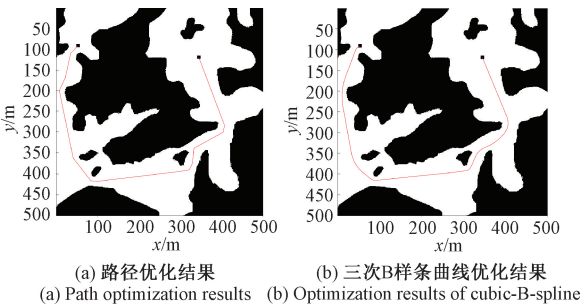 50
100
150
200
250
300
350
400
450
500
y/m
100 200 300 400 500
x/m
(a) 路径优化结果
(a) Path optimization results
50
100
150
200
250
300
350
400
450
500
y/m
100 200 300 400 500
x/m
(b) 三次B样条曲线优化结果
(b) Optimization results of cubic-B-spline